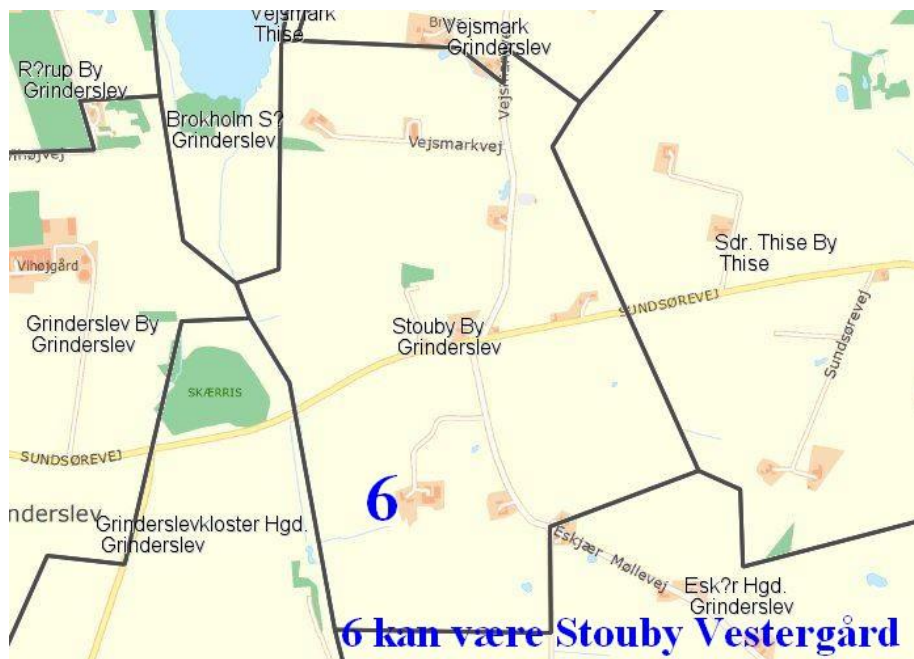 Vejsmark
Thise
Vejsmark
Grinderslev
R?rup By
Grinderslev
Brokholm S?
Grinderslev
Vejsmarkvej
Vejsmarkvej
Sdr. Thise By
Thise
Vihøjgård
SUNDSØREVEJ
Sundsørevej
Grinderslev By
Grinderslev
Stouby By
Grinderslev
SKÆRRIS
SUNDSØREVEJ
6
nderslev
Grinderslevkloster Hgd.
Grinderslev
Eskjær Møllevej
Esk?r Hgd.
Grinderslev
6 kan være Stouby Vestergård